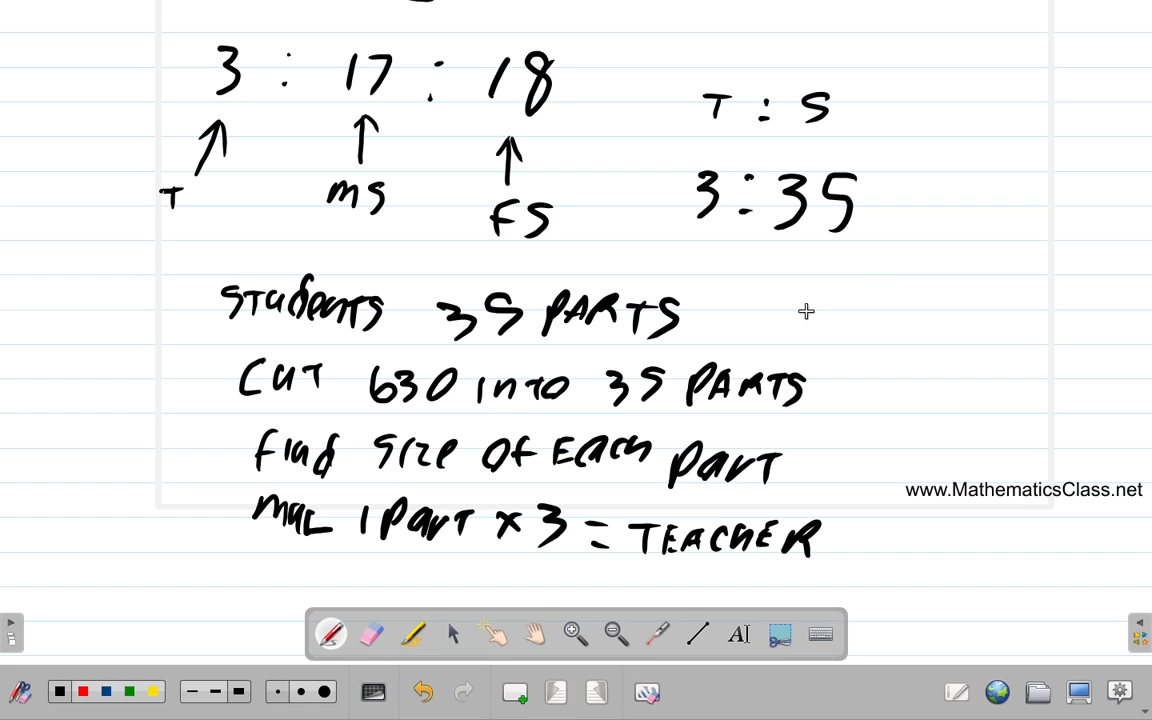 3 : 17 : 18
T : S
T
MS
FS
3 : 35
Students 35 PARTS
CUT 630 into 35 PARTS
Find Size OF EACH Part
MUL 1 Part × 3 = TEACHER
www.MathematicsClass.net